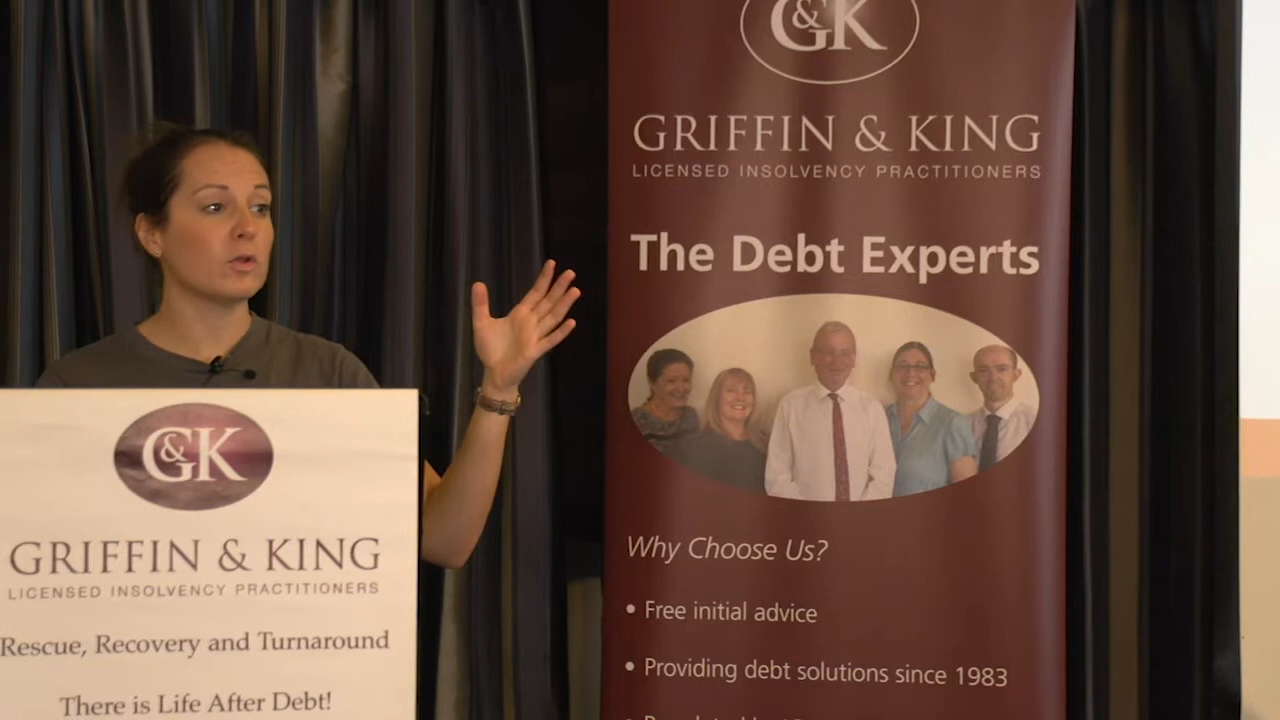 G&K
GRIFFIN & KING
LICENSED INSOLVENCY PRACTITIONERS
Rescue, Recovery and Turnaround
There is Life After Debt!
G&K
GRIFFIN & KING
LICENSED INSOLVENCY PRACTITIONERS
The Debt Experts
Why Choose Us?
• Free initial advice
• Providing debt solutions since 1983